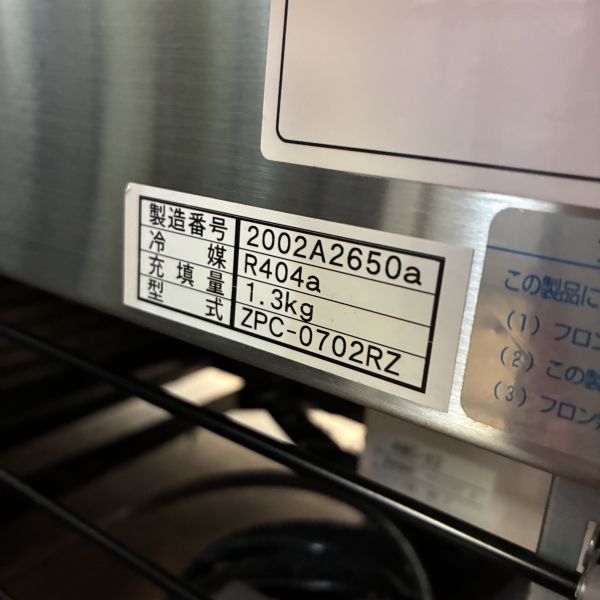 製造番号 2002A2650a
冷媒 R404a
充填量 1.3kg
型式 ZPC-0702RZ
この製品に
(1) フロン
(2) この製
(3) フロン